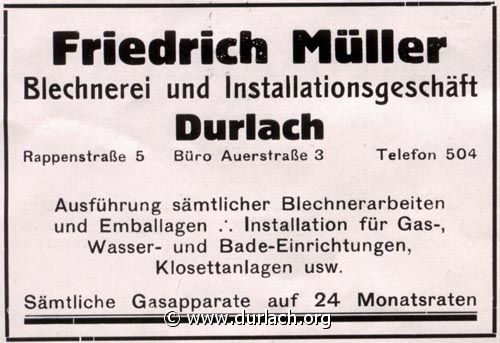 Friedrich Müller
Blechnerei und Installationsgeschäft
Durlach
Rappenstraße 5 Büro Auerstraße 3 Telefon 504
Ausführung sämtlicher Blechnerarbeiten
und Emballagen ∴ Installation für Gas-,
Wasser- und Bade-Einrichtungen,
Klosettanlagen usw.
Sämtliche Gasapparate auf 24 Monatsraten
© www.durlach.org